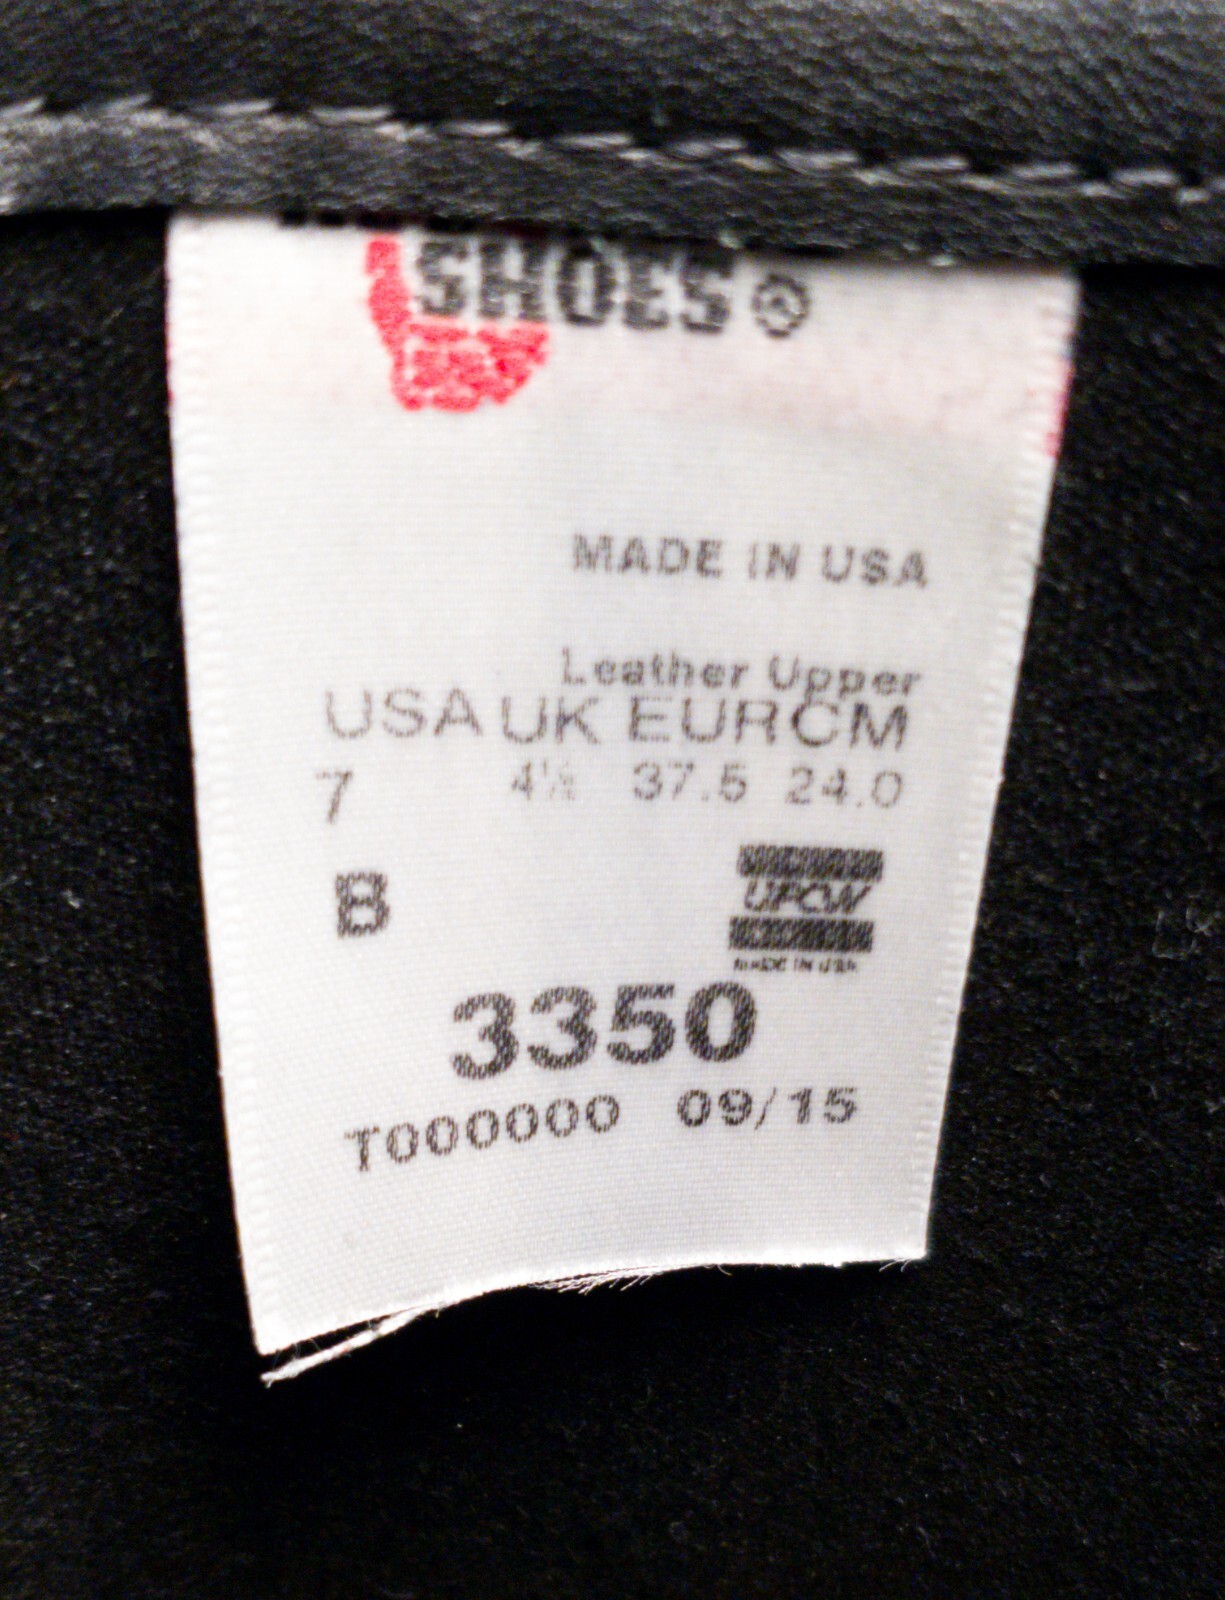 SHOES ®
MADE IN USA
Leather Upper
USA UK EUR CM
7 4½ 37.5 24.0
B
UFCW
MADE IN USA
3350
T000000 09/15